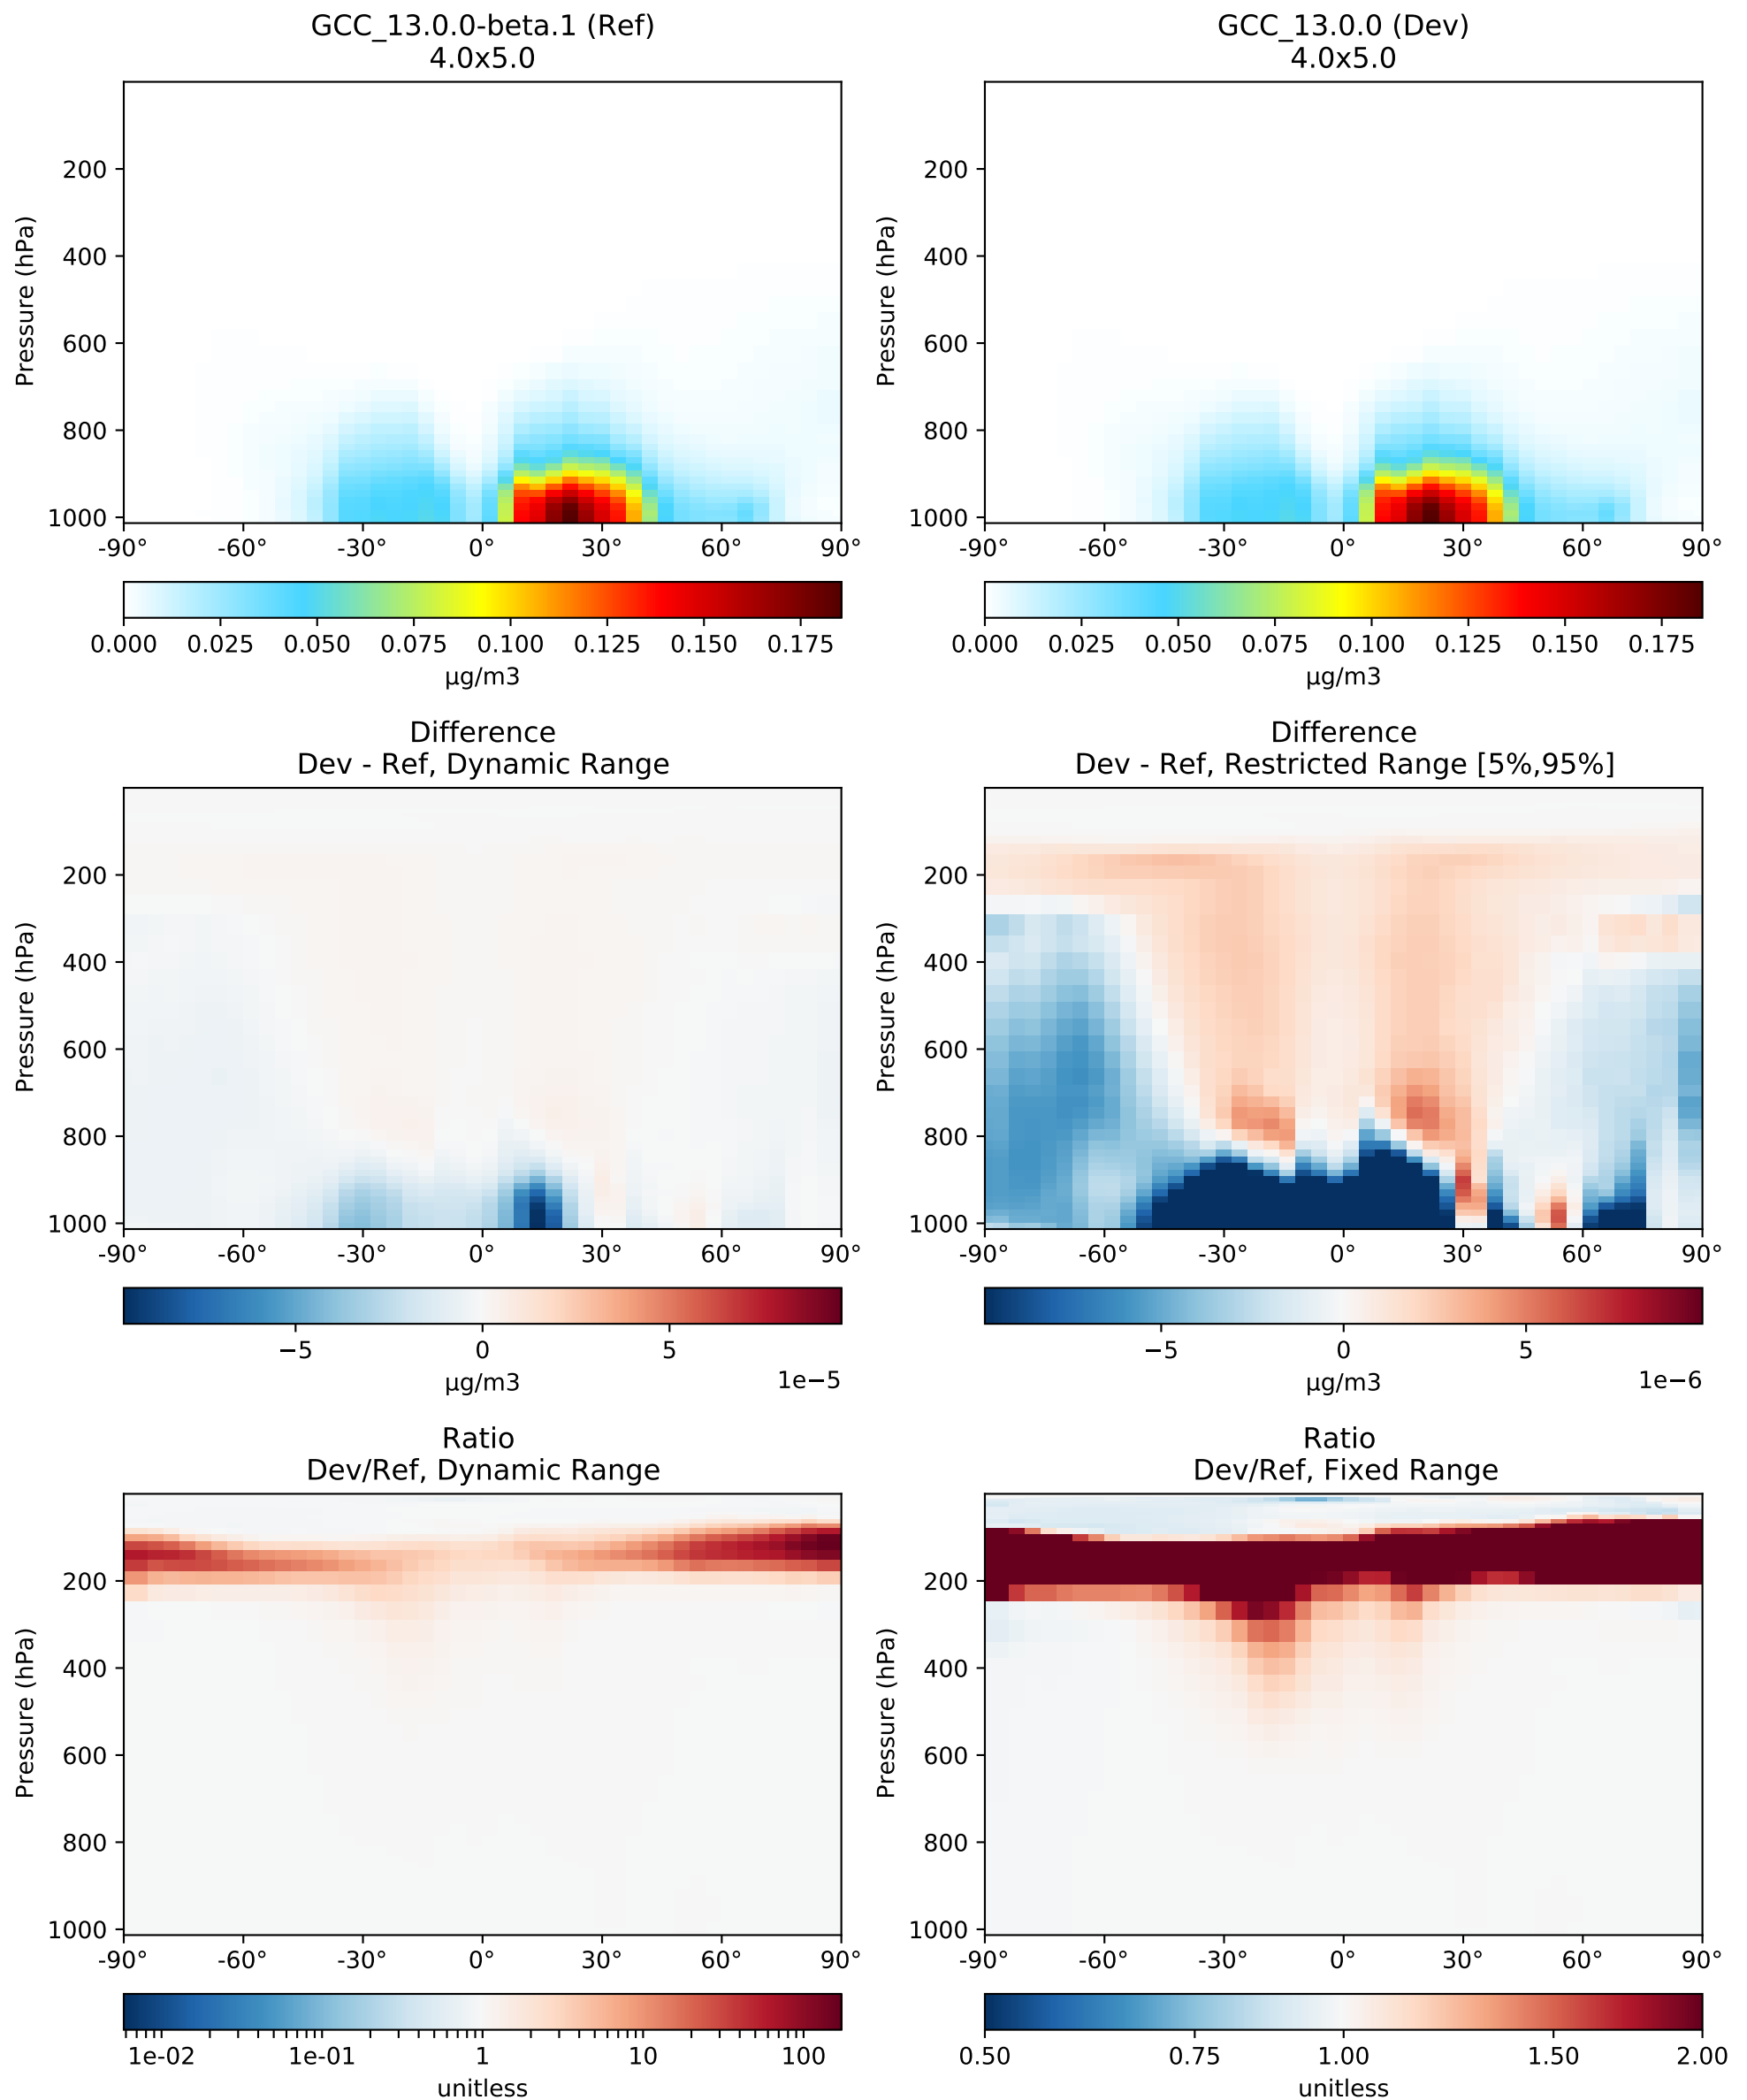 GCC_13.0.0-beta.1 (Ref)
4.0x5.0
200
400
600
800
1000
Pressure (hPa)
-90° -60° -30° 0° 30° 60° 90°
0.000 0.025 0.050 0.075 0.100 0.125 0.150 0.175
μg/m3
GCC_13.0.0 (Dev)
4.0x5.0
200
400
600
800
1000
Pressure (hPa)
-90° -60° -30° 0° 30° 60° 90°
0.000 0.025 0.050 0.075 0.100 0.125 0.150 0.175
μg/m3
Difference
Dev - Ref, Dynamic Range
200
400
600
800
1000
Pressure (hPa)
-90° -60° -30° 0° 30° 60° 90°
−5 0 5
μg/m3 1e−5
Difference
Dev - Ref, Restricted Range [5%,95%]
200
400
600
800
1000
Pressure (hPa)
-90° -60° -30° 0° 30° 60° 90°
−5 0 5
μg/m3 1e−6
Ratio
Dev/Ref, Dynamic Range
200
400
600
800
1000
Pressure (hPa)
-90° -60° -30° 0° 30° 60° 90°
1e-02 1e-01 1 10 100
unitless
Ratio
Dev/Ref, Fixed Range
200
400
600
800
1000
Pressure (hPa)
-90° -60° -30° 0° 30° 60° 90°
0.50 0.75 1.00 1.50 2.00
unitless